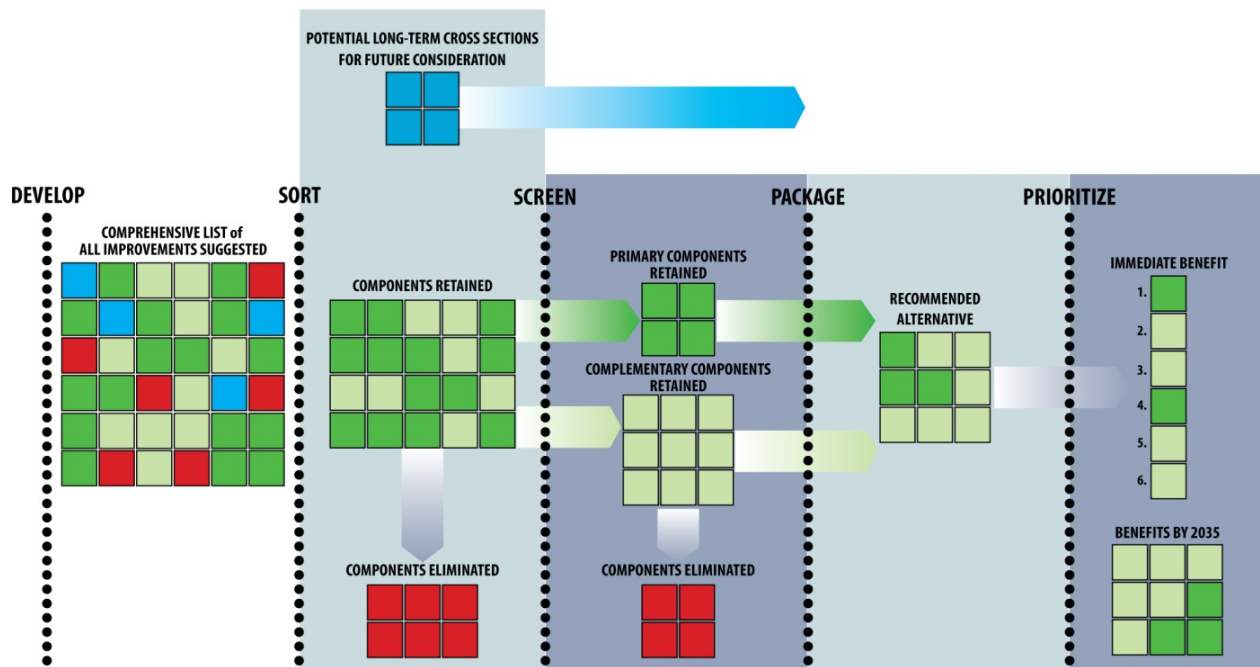 POTENTIAL LONG-TERM CROSS SECTIONS
FOR FUTURE CONSIDERATION
DEVELOP
SORT
SCREEN
PACKAGE
PRIORITIZE
COMPREHENSIVE LIST of
ALL IMPROVEMENTS SUGGESTED
COMPONENTS RETAINED
PRIMARY COMPONENTS
RETAINED
COMPLEMENTARY COMPONENTS
RETAINED
RECOMMENDED
ALTERNATIVE
IMMEDIATE BENEFIT
1.
2.
3.
4.
5.
6.
COMPONENTS ELIMINATED
COMPONENTS ELIMINATED
BENEFITS BY 2035